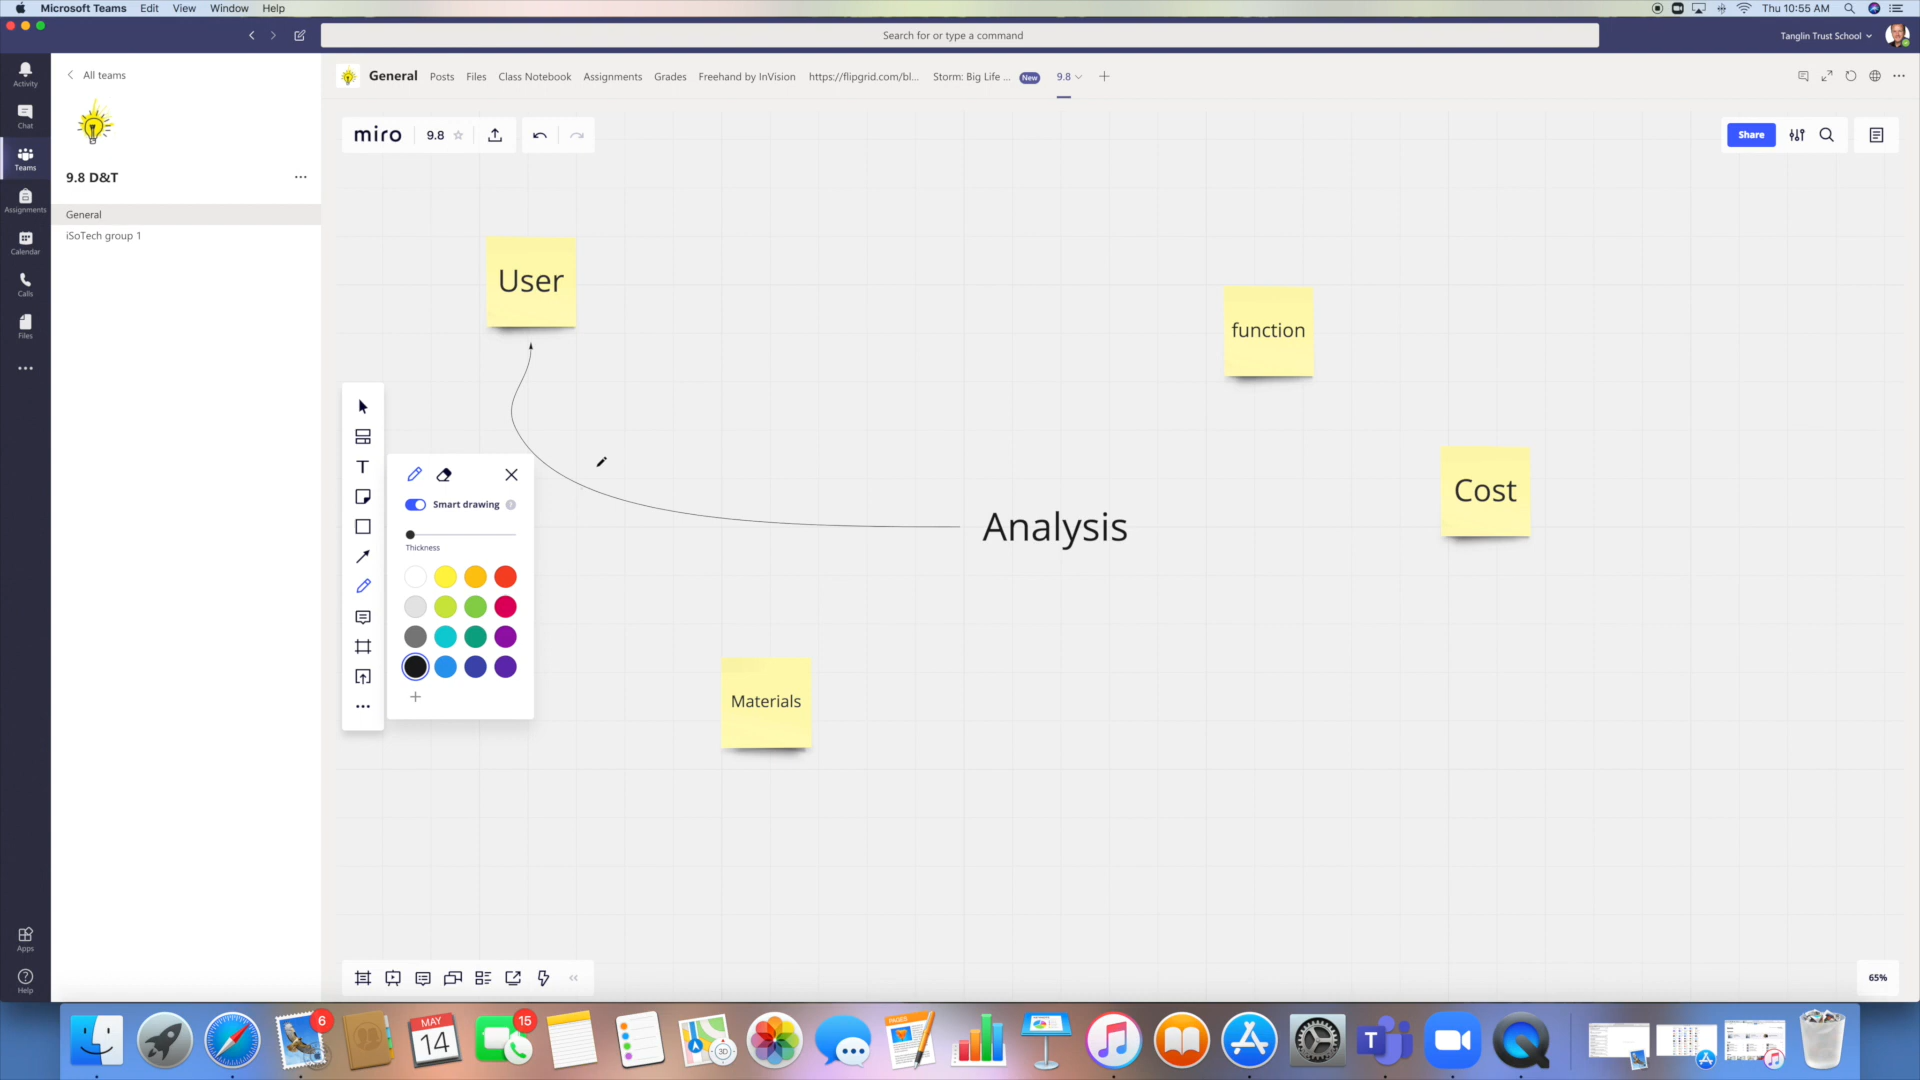 Microsoft Teams Edit View Window Help
Thu 10:55 AM
Search for or type a command
Tanglin Trust School
Activity
Chat
Teams
Assignments
Calendar
Calls
Files
Apps
Help
All teams
9.8 D&T
General
iSoTech group 1
General Posts Files Class Notebook Assignments Grades Freehand by InVision https://flipgrid.com/bl... Storm: Big Life ... New 9.8
miro 9.8
Share
User
function
Cost
Analysis
Materials
Smart drawing
Thickness
65%
6
MAY
14
15
3D
PAGES
T